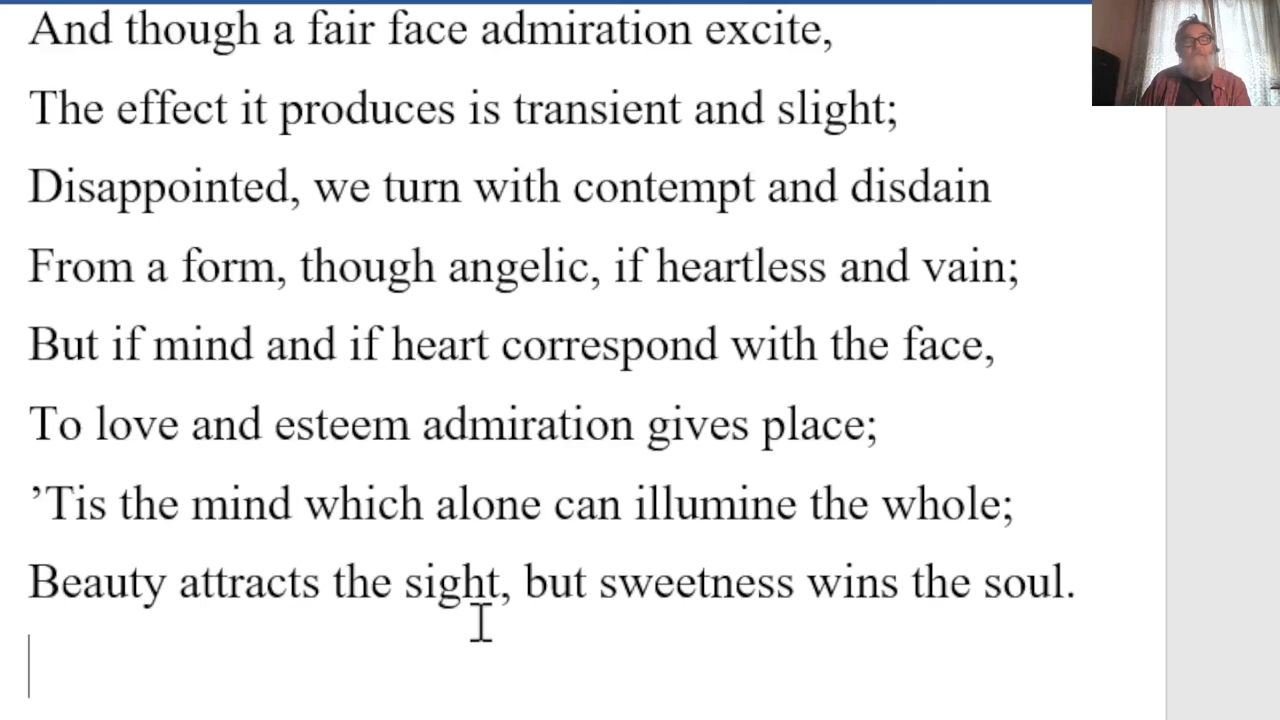 And though a fair face admiration excite,
The effect it produces is transient and slight;
Disappointed, we turn with contempt and disdain
From a form, though angelic, if heartless and vain;
But if mind and if heart correspond with the face,
To love and esteem admiration gives place;
’Tis the mind which alone can illumine the whole;
Beauty attracts the sight, but sweetness wins the soul.